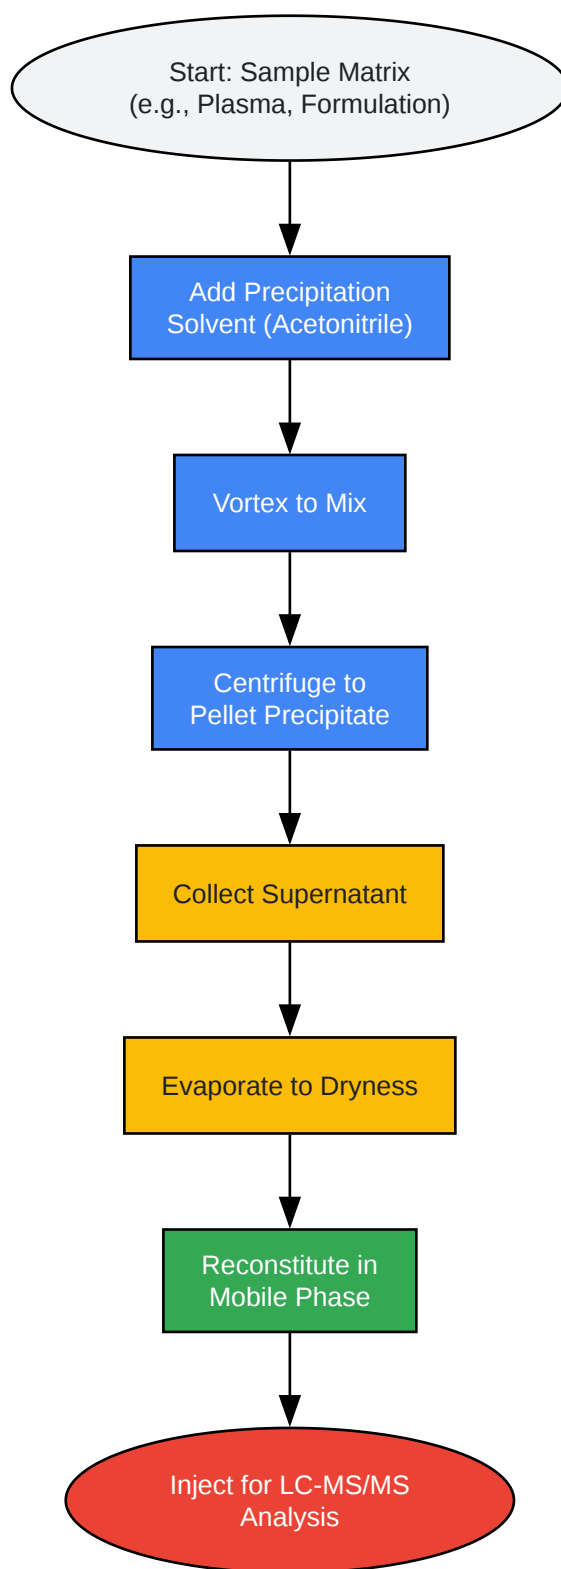 Start: Sample Matrix
(e.g., Plasma, Formulation)
Add Precipitation
Solvent (Acetonitrile)
Vortex to Mix
Centrifuge to
Pellet Precipitate
Collect Supernatant
Evaporate to Dryness
Reconstitute in
Mobile Phase
Inject for LC-MS/MS
Analysis